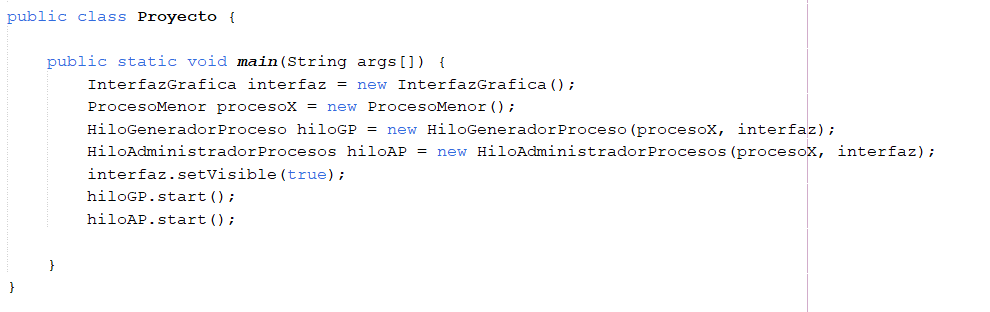 public class Proyecto {
public static void main(String args[]) {
InterfazGrafica interfaz = new InterfazGrafica();
ProcesoMenor procesoX = new ProcesoMenor();
HiloGeneradorProceso hiloGP = new HiloGeneradorProceso(procesoX, interfaz);
HiloAdministradorProcesos hiloAP = new HiloAdministradorProcesos(procesoX, interfaz);
interfaz.setVisible(true);
hiloGP.start();
hiloAP.start();
}
}